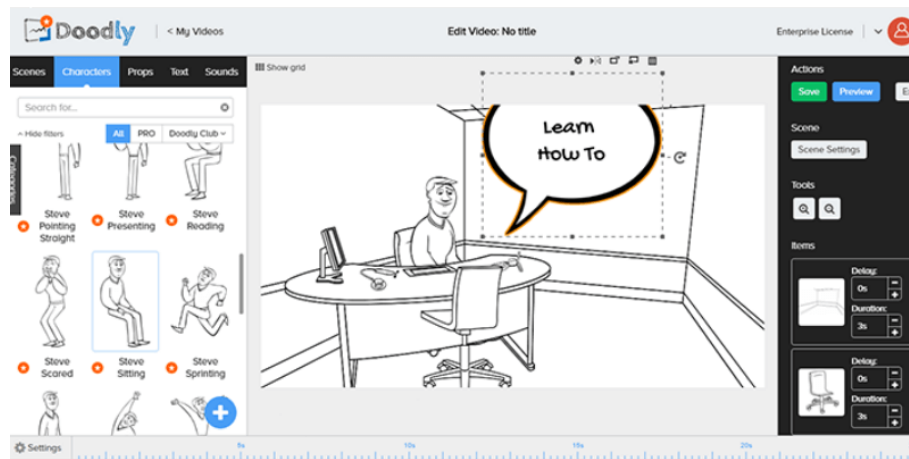 Doodly
< My Videos
Edit Video: No title
Enterprise License
Scenes
Characters
Props
Text
Sounds
Show grid
Actions
Search for...
Save
Preview
Hide filters
All
PRO
Doodly Club
Learn
How To
Scene
Scene Settings
Categories
Steve
Pointing
Straight
Steve
Presenting
Steve
Reading
Tools
Items
Delay:
0s
Duration:
3s
Steve
Scared
Steve
Sitting
Steve
Sprinting
Delay:
0s
Duration:
3s
Settings
5s
10s
15s
20s